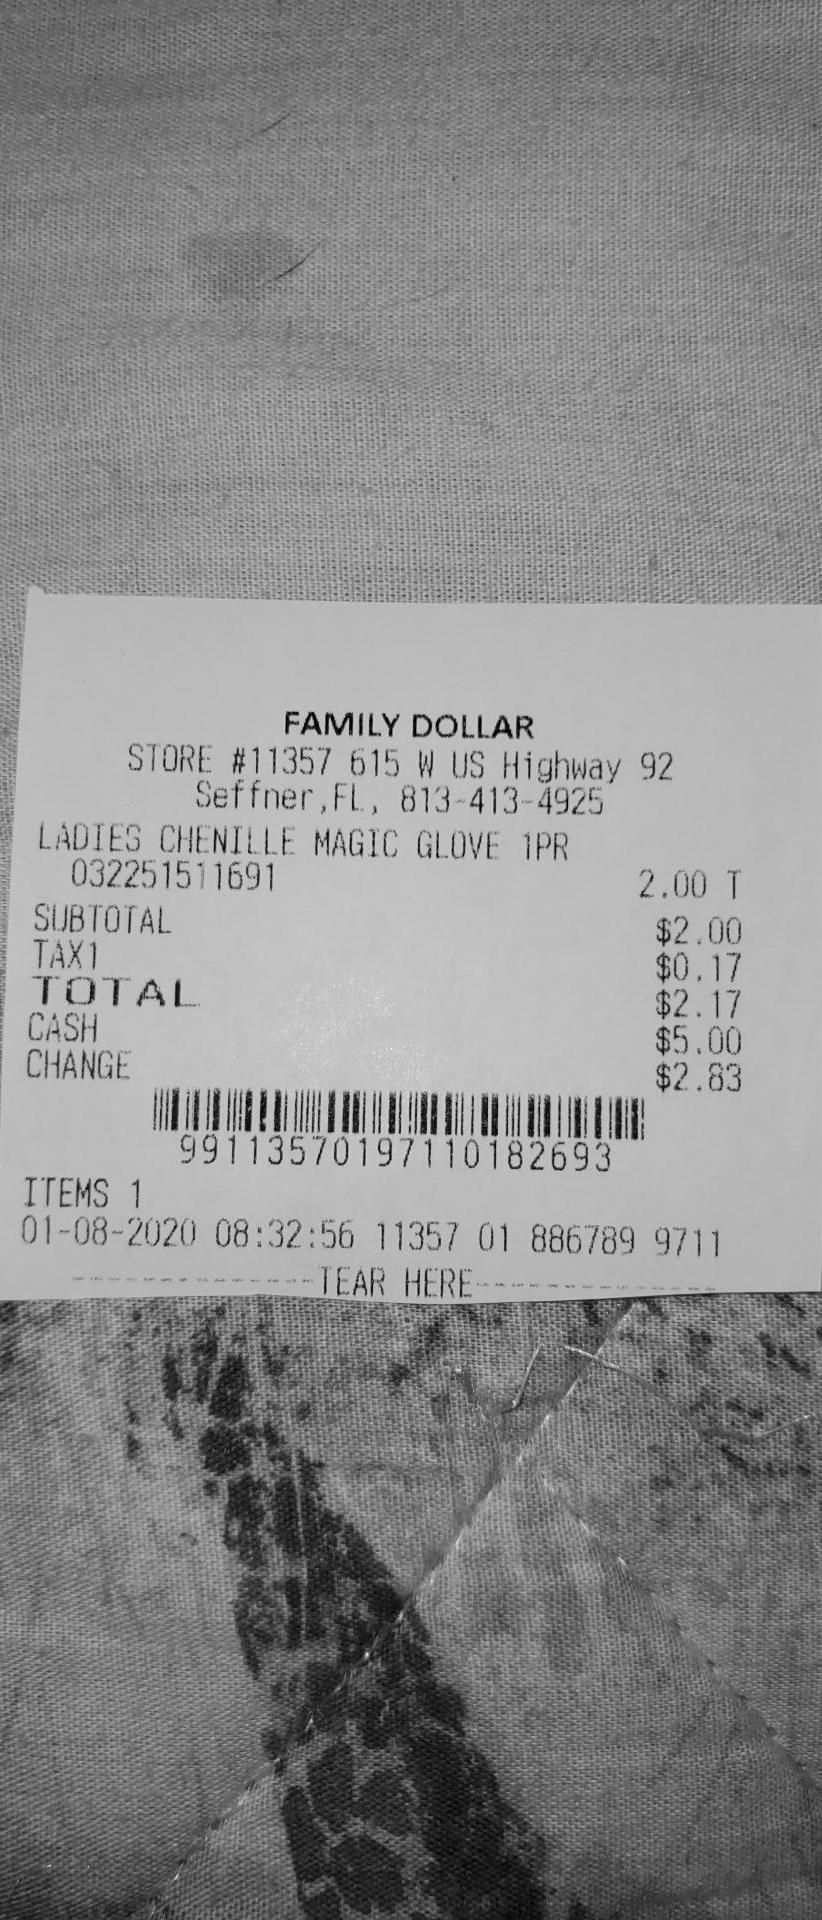 FAMILY DOLLAR
STORE #11357 615 W US Highway 92
Seffner,FL, 813-413-4925
LADIES CHENILLE MAGIC GLOVE 1PR
032251511691 2.00 T
SUBTOTAL $2.00
TAX1 $0.17
TOTAL $2.17
CASH $5.00
CHANGE $2.83
99113570197110182693
ITEMS 1
01-08-2020 08:32:56 11357 01 886789 9711
---------------TEAR HERE---------------